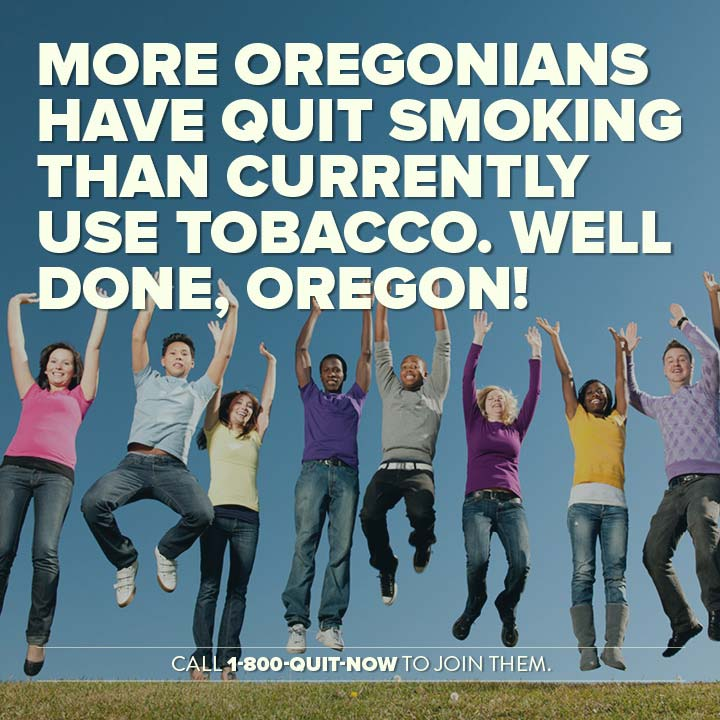 MORE OREGONIANS
HAVE QUIT SMOKING
THAN CURRENTLY
USE TOBACCO. WELL
DONE, OREGON!
CALL 1-800-QUIT-NOW TO JOIN THEM.